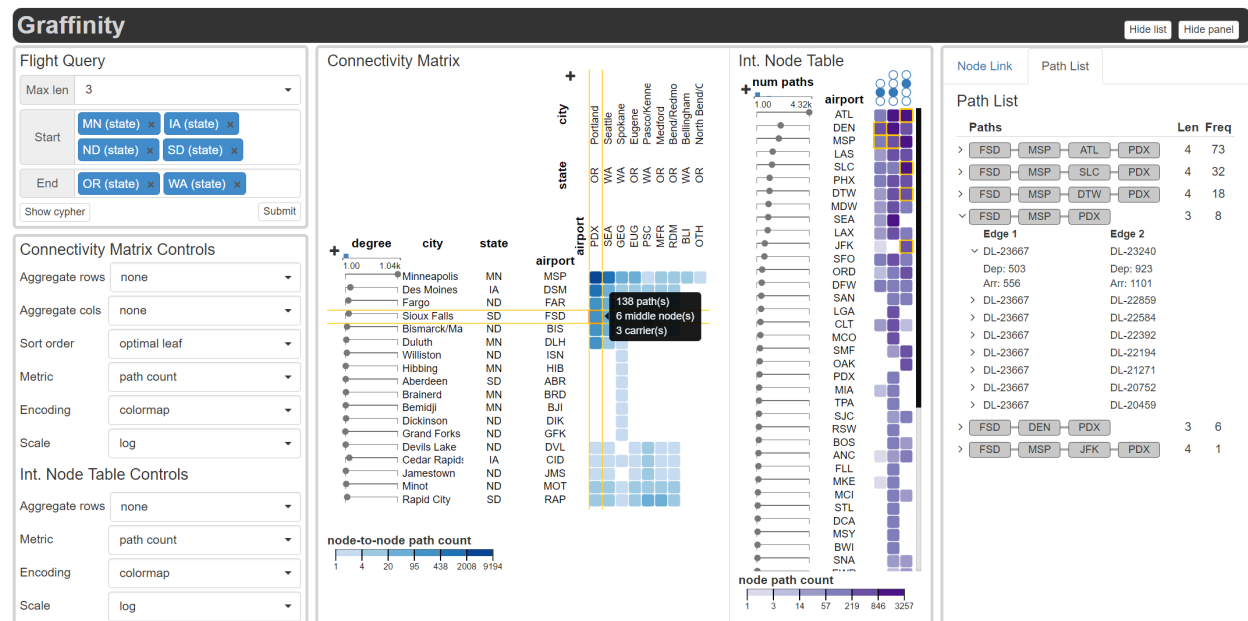 Graffinity
Hide list
Hide panel
Flight Query
Max len 3
Start
MN (state) ×
IA (state) ×
ND (state) ×
SD (state) ×
End
OR (state) ×
WA (state) ×
Show cypher
Submit
Connectivity Matrix Controls
Aggregate rows none
Aggregate cols none
Sort order optimal leaf
Metric path count
Encoding colormap
Scale log
Int. Node Table Controls
Aggregate rows none
Metric path count
Encoding colormap
Scale log
Connectivity Matrix
+
city
Portland
Seattle
Spokane
Eugene
Pasco/Kenne
Medford
Bend/Redmo
Bellingham
North Bend/C
state
OR
WA
WA
OR
WA
OR
OR
WA
OR
airport
PDX
SEA
GEG
EUG
PSC
MFR
RDM
BLI
OTH
+
degree city state airport
1.00 1.04k
Minneapolis MN MSP
Des Moines IA DSM
Fargo ND FAR
Sioux Falls SD FSD
Bismarck/Ma ND BIS
Duluth MN DLH
Williston ND ISN
Hibbing MN HIB
Aberdeen SD ABR
Brainerd MN BRD
Bemidji MN BJI
Dickinson ND DIK
Grand Forks ND GFK
Devils Lake ND DVL
Cedar Rapids IA CID
Jamestown ND JMS
Minot ND MOT
Rapid City SD RAP
138 path(s)
6 middle node(s)
3 carrier(s)
node-to-node path count
1 4 20 95 438 2008 9194
Int. Node Table
+
num paths
1.00 4.32k
airport
ATL
DEN
MSP
LAS
SLC
PHX
DTW
MDW
SEA
LAX
JFK
SFO
ORD
DFW
SAN
LGA
CLT
MCO
SMF
OAK
PDX
MIA
TPA
SJC
RSW
BOS
ANC
FLL
MKE
MCI
STL
DCA
MSY
BWI
SNA
node path count
1 3 14 57 219 846 3257
Node Link
Path List
Path List
Paths Len Freq
FSD MSP ATL PDX 4 73
FSD MSP SLC PDX 4 32
FSD MSP DTW PDX 4 18
FSD MSP PDX 3 8
Edge 1 Edge 2
DL-23667 DL-23240
Dep: 503 Dep: 923
Arr: 556 Arr: 1101
DL-23667 DL-22859
DL-23667 DL-22584
DL-23667 DL-22392
DL-23667 DL-22194
DL-23667 DL-21271
DL-23667 DL-20752
DL-23667 DL-20459
FSD DEN PDX 3 6
FSD MSP JFK PDX 4 1